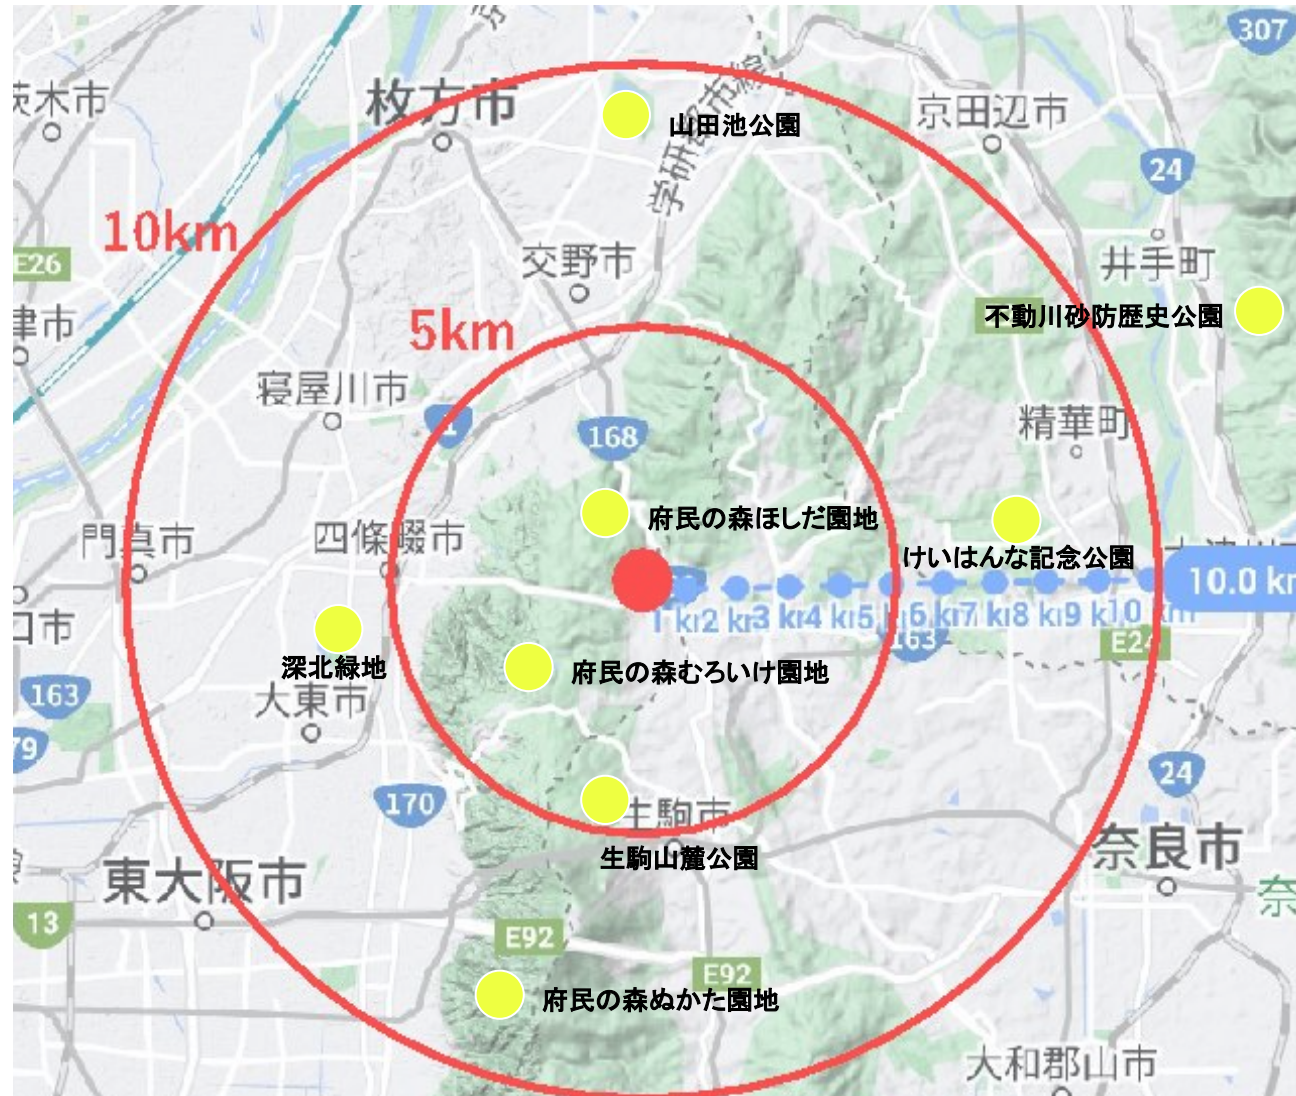 307
茨木市
枚方市
山田池公園
学研都市線
京田辺市
24
10km
E26
交野市
井手町
津市
5km
不動川砂防歴史公園
寝屋川市
1
168
精華町
門真市
四條畷市
府民の森ほしだ園地
けいはんな記念公園
10.0 km
1 km
2 km
3 km
4 km
5 km
6 km
7 km
8 km
9 km
10 km
口市
深北緑地
府民の森むろいけ園地
163
E24
163
大東市
79
24
170
生駒市
生駒山麓公園
奈良市
東大阪市
奈
13
E92
E92
府民の森ぬかた園地
大和郡山市